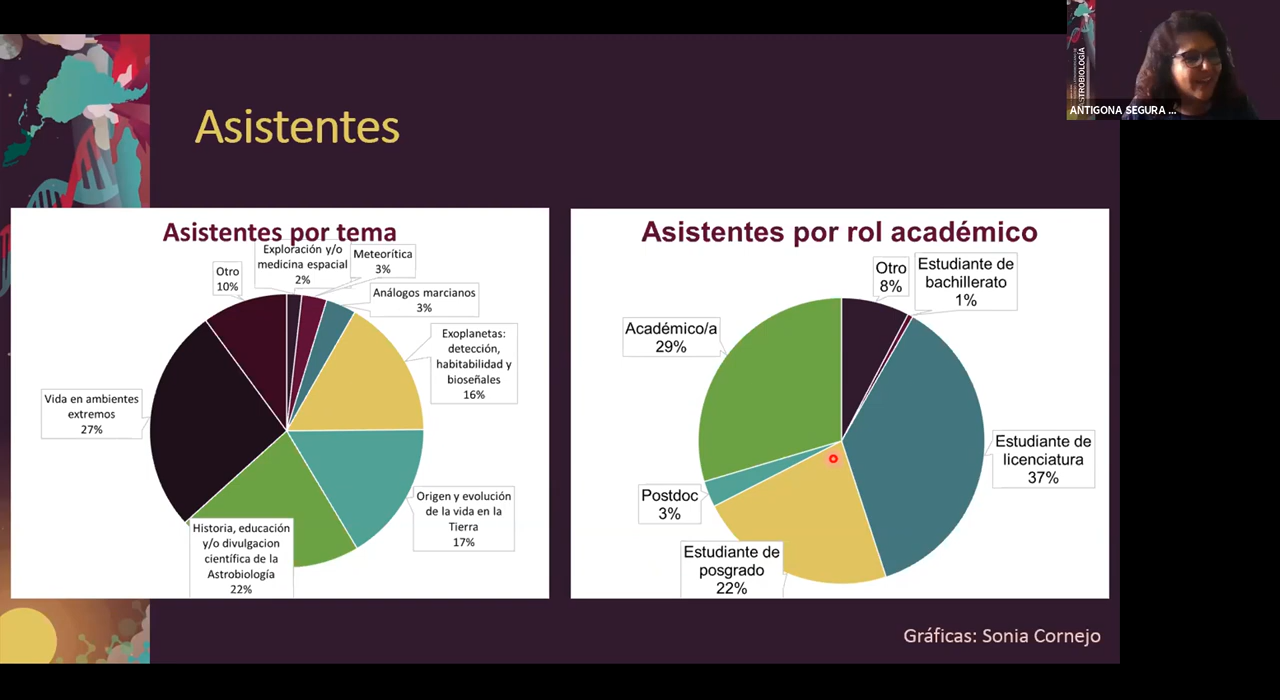 Asistentes
Asistentes por tema
Exploración y/o
medicina espacial
2%
Meteorítica
3%
Otro
10%
Análogos marcianos
3%
Exoplanetas:
detección,
habitabilidad y
bioseñales
16%
Vida en ambientes
extremos
27%
Origen y evolución
de la vida en la
Tierra
17%
Historia, educación
y/o divulgacion
científica de la
Astrobiología
22%
Asistentes por rol académico
Otro
8%
Estudiante de
bachillerato
1%
Académico/a
29%
Estudiante de
licenciatura
37%
Postdoc
3%
Estudiante de
posgrado
22%
Gráficas: Sonia Cornejo
ASTROBIOLOGÍA
ANTIGONA SEGURA ...